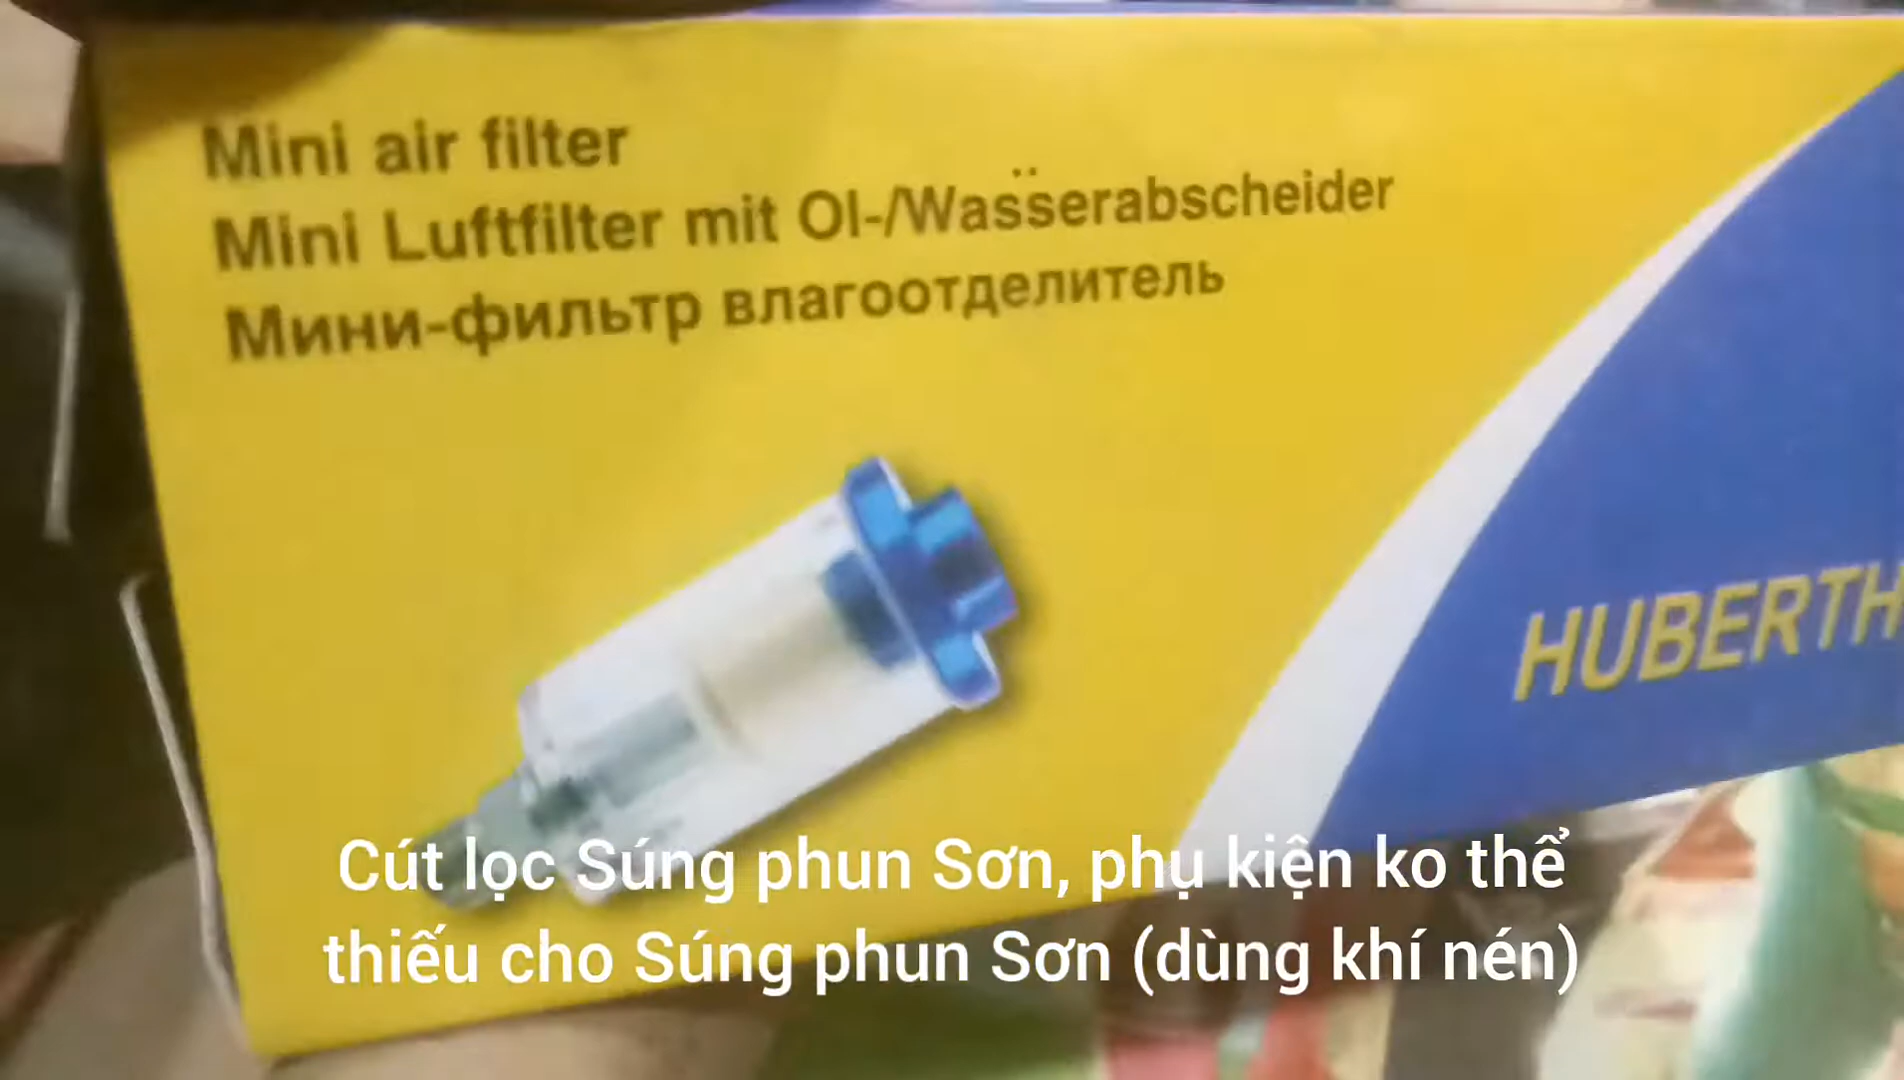 Mini air filter
Mini Luftfilter mit Ol-/Wasserabscheider
Мини-фильтр влагоотделитель
HUBERTH
Cút lọc Súng phun Sơn, phụ kiện ko thể
thiếu cho Súng phun Sơn (dùng khí nén)